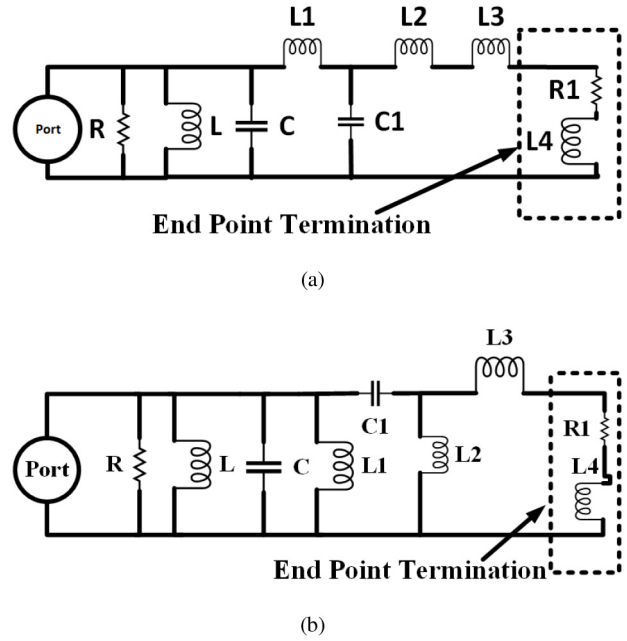 L1 L2 L3
Port R L C C1 R1
L4
End Point Termination
(a)
L3
C1 R1
Port R L C L1 L2 L4
End Point Termination
(b)